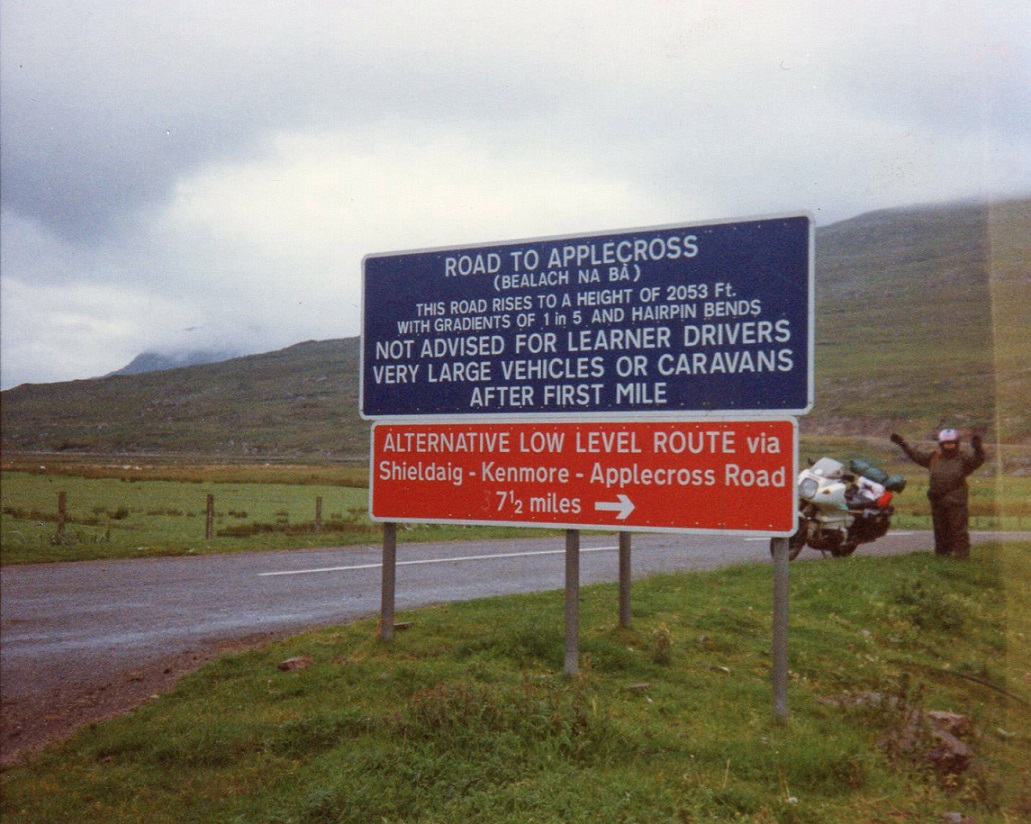 ROAD TO APPLECROSS
(BEALACH NA BÀ)
THIS ROAD RISES TO A HEIGHT OF 2053 Ft.
WITH GRADIENTS OF 1 in 5 AND HAIRPIN BENDS
NOT ADVISED FOR LEARNER DRIVERS
VERY LARGE VEHICLES OR CARAVANS
AFTER FIRST MILE
ALTERNATIVE LOW LEVEL ROUTE via
Shieldaig - Kenmore - Applecross Road
7½ miles →